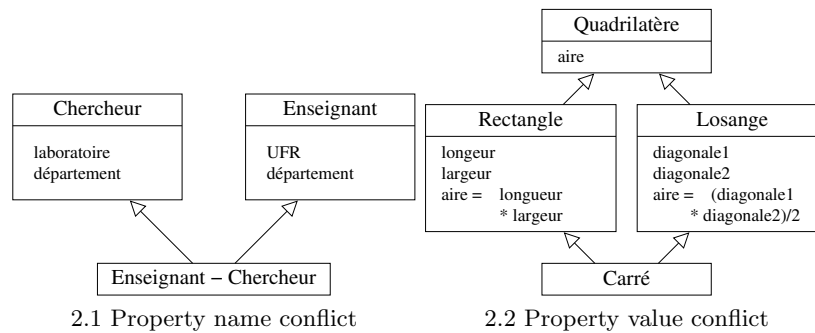 Quadrilatère
aire
Chercheur
laboratoire
département
Enseignant
UFR
département
Rectangle
longeur
largeur
aire = longueur
* largeur
Losange
diagonale1
diagonale2
aire = (diagonale1
* diagonale2)/2
Enseignant – Chercheur
Carré
2.1 Property name conflict
2.2 Property value conflict